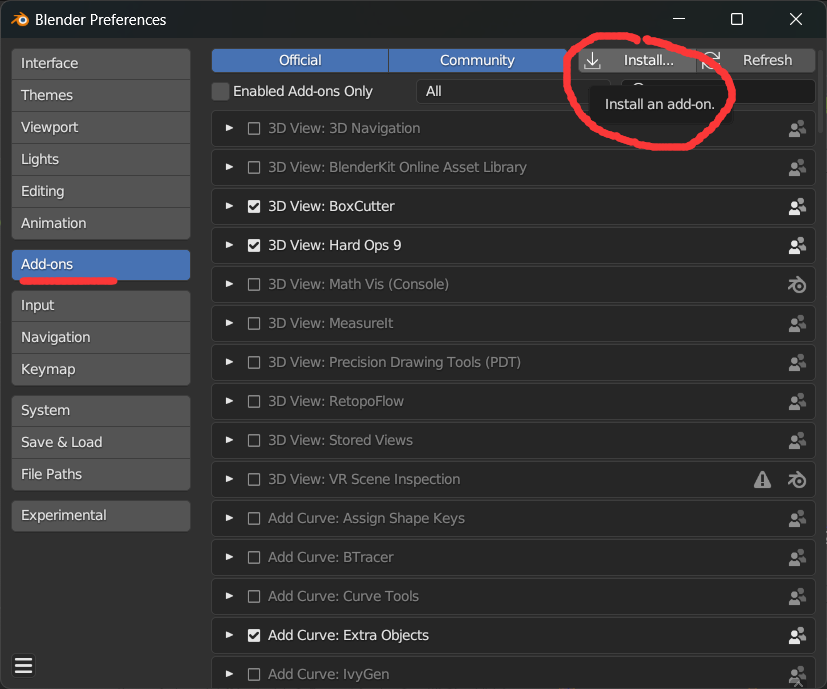 Blender Preferences
Interface
Themes
Viewport
Lights
Editing
Animation
Add-ons
Input
Navigation
Keymap
System
Save & Load
File Paths
Experimental
Official Community Install... Refresh
Enabled Add-ons Only All
Install an add-on.
3D View: 3D Navigation
3D View: BlenderKit Online Asset Library
3D View: BoxCutter
3D View: Hard Ops 9
3D View: Math Vis (Console)
3D View: MeasureIt
3D View: Precision Drawing Tools (PDT)
3D View: RetopoFlow
3D View: Stored Views
3D View: VR Scene Inspection
Add Curve: Assign Shape Keys
Add Curve: BTracer
Add Curve: Curve Tools
Add Curve: Extra Objects
Add Curve: IvyGen